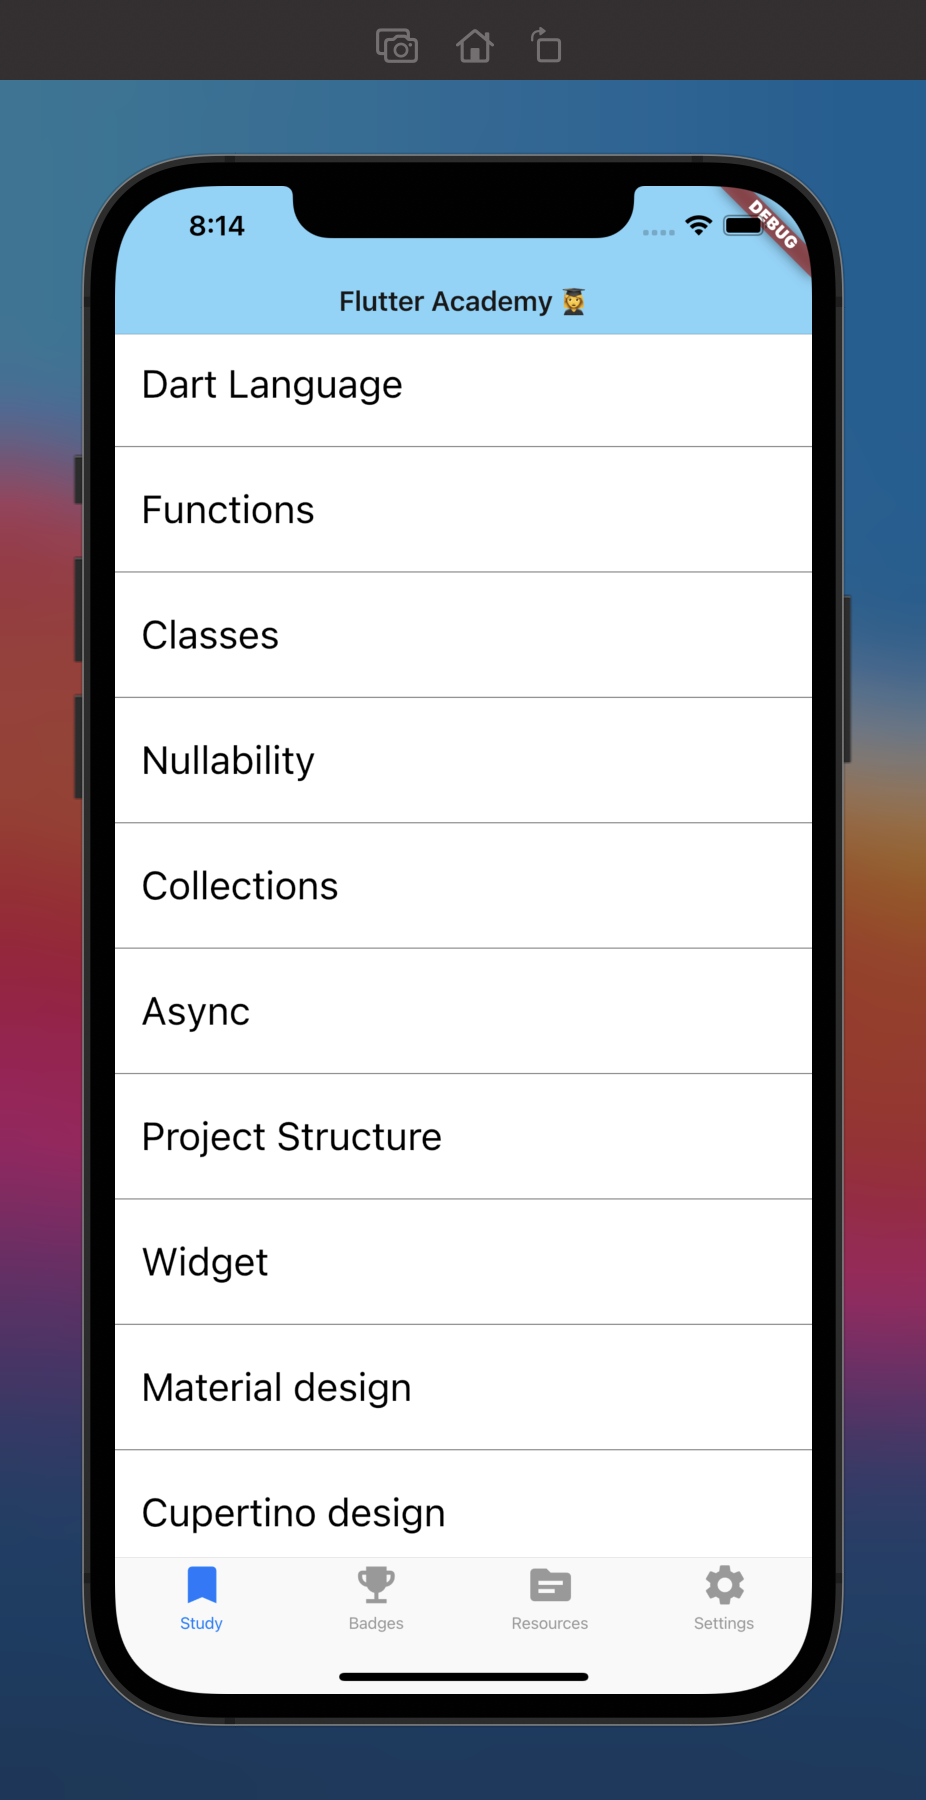 8:14
DEBUG
Flutter Academy 👩‍🎓
Dart Language
Functions
Classes
Nullability
Collections
Async
Project Structure
Widget
Material design
Cupertino design
Study
Badges
Resources
Settings